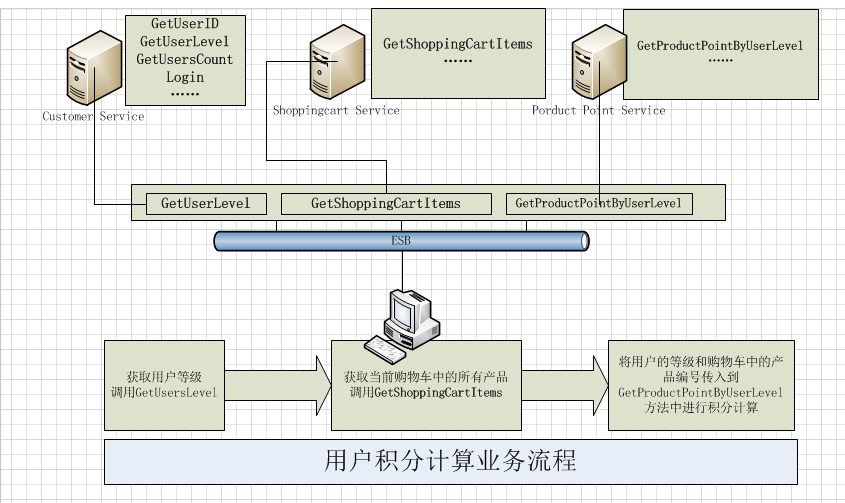 GetUserID
GetUserLevel
GetUsersCount
Login
……
Customer Service
GetShoppingCartItems
……
Shoppingcart Service
GetProductPointByUserLevel
……
Porduct Point Service
GetUserLevel
GetShoppingCartItems
GetProductPointByUserLevel
ESB
获取用户等级
调用GetUsersLevel
获取当前购物车中的所有产品
调用GetShoppingCartItems
将用户的等级和购物车中的产
品编号传入到
GetProductPointByUserLevel
方法中进行积分计算
用户积分计算业务流程